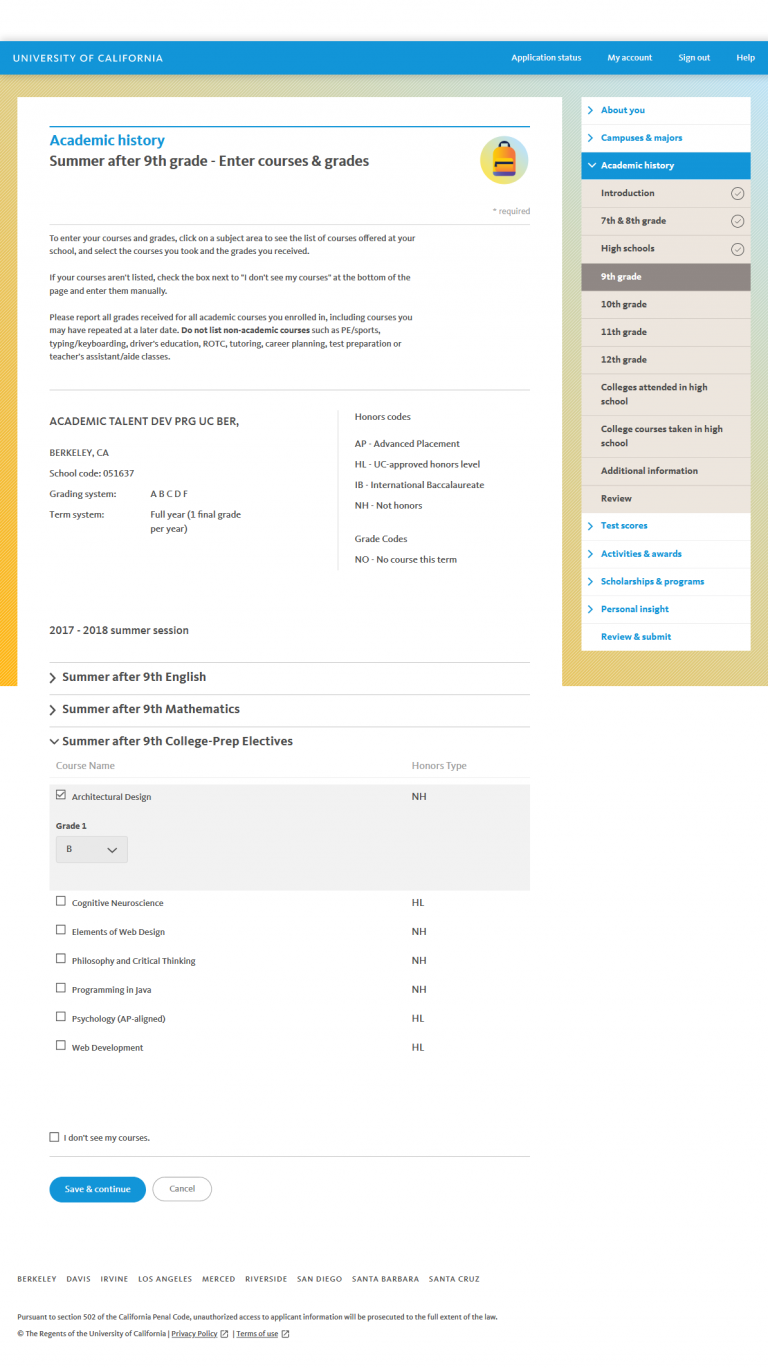 UNIVERSITY OF CALIFORNIA
Application status
My account
Sign out
Help
Academic history
Summer after 9th grade - Enter courses & grades
* required
To enter your courses and grades, click on a subject area to see the list of courses offered at your
school, and select the courses you took and the grades you received.
If your courses aren't listed, check the box next to "I don't see my courses" at the bottom of the
page and enter them manually.
Please report all grades received for all academic courses you enrolled in, including courses you
may have repeated at a later date. Do not list non-academic courses such as PE/sports,
typing/keyboarding, driver's education, ROTC, tutoring, career planning, test preparation or
teacher's assistant/aide classes.
ACADEMIC TALENT DEV PRG UC BER,
BERKELEY, CA
School code: 051637
Grading system: A B C D F
Term system: Full year (1 final grade
per year)
Honors codes
AP - Advanced Placement
HL - UC-approved honors level
IB - International Baccalaureate
NH - Not honors
Grade Codes
NO - No course this term
2017 - 2018 summer session
Summer after 9th English
Summer after 9th Mathematics
Summer after 9th College-Prep Electives
Course Name Honors Type
Architectural Design NH
Grade 1
B
Cognitive Neuroscience HL
Elements of Web Design NH
Philosophy and Critical Thinking NH
Programming in Java NH
Psychology (AP-aligned) HL
Web Development HL
I don't see my courses.
Save & continue
Cancel
About you
Campuses & majors
Academic history
Introduction
7th & 8th grade
High schools
9th grade
10th grade
11th grade
12th grade
Colleges attended in high
school
College courses taken in high
school
Additional information
Review
Test scores
Activities & awards
Scholarships & programs
Personal insight
Review & submit
BERKELEY DAVIS IRVINE LOS ANGELES MERCED RIVERSIDE SAN DIEGO SANTA BARBARA SANTA CRUZ
Pursuant to section 502 of the California Penal Code, unauthorized access to applicant information will be prosecuted to the full extent of the law.
© The Regents of the University of California | Privacy Policy | Terms of use